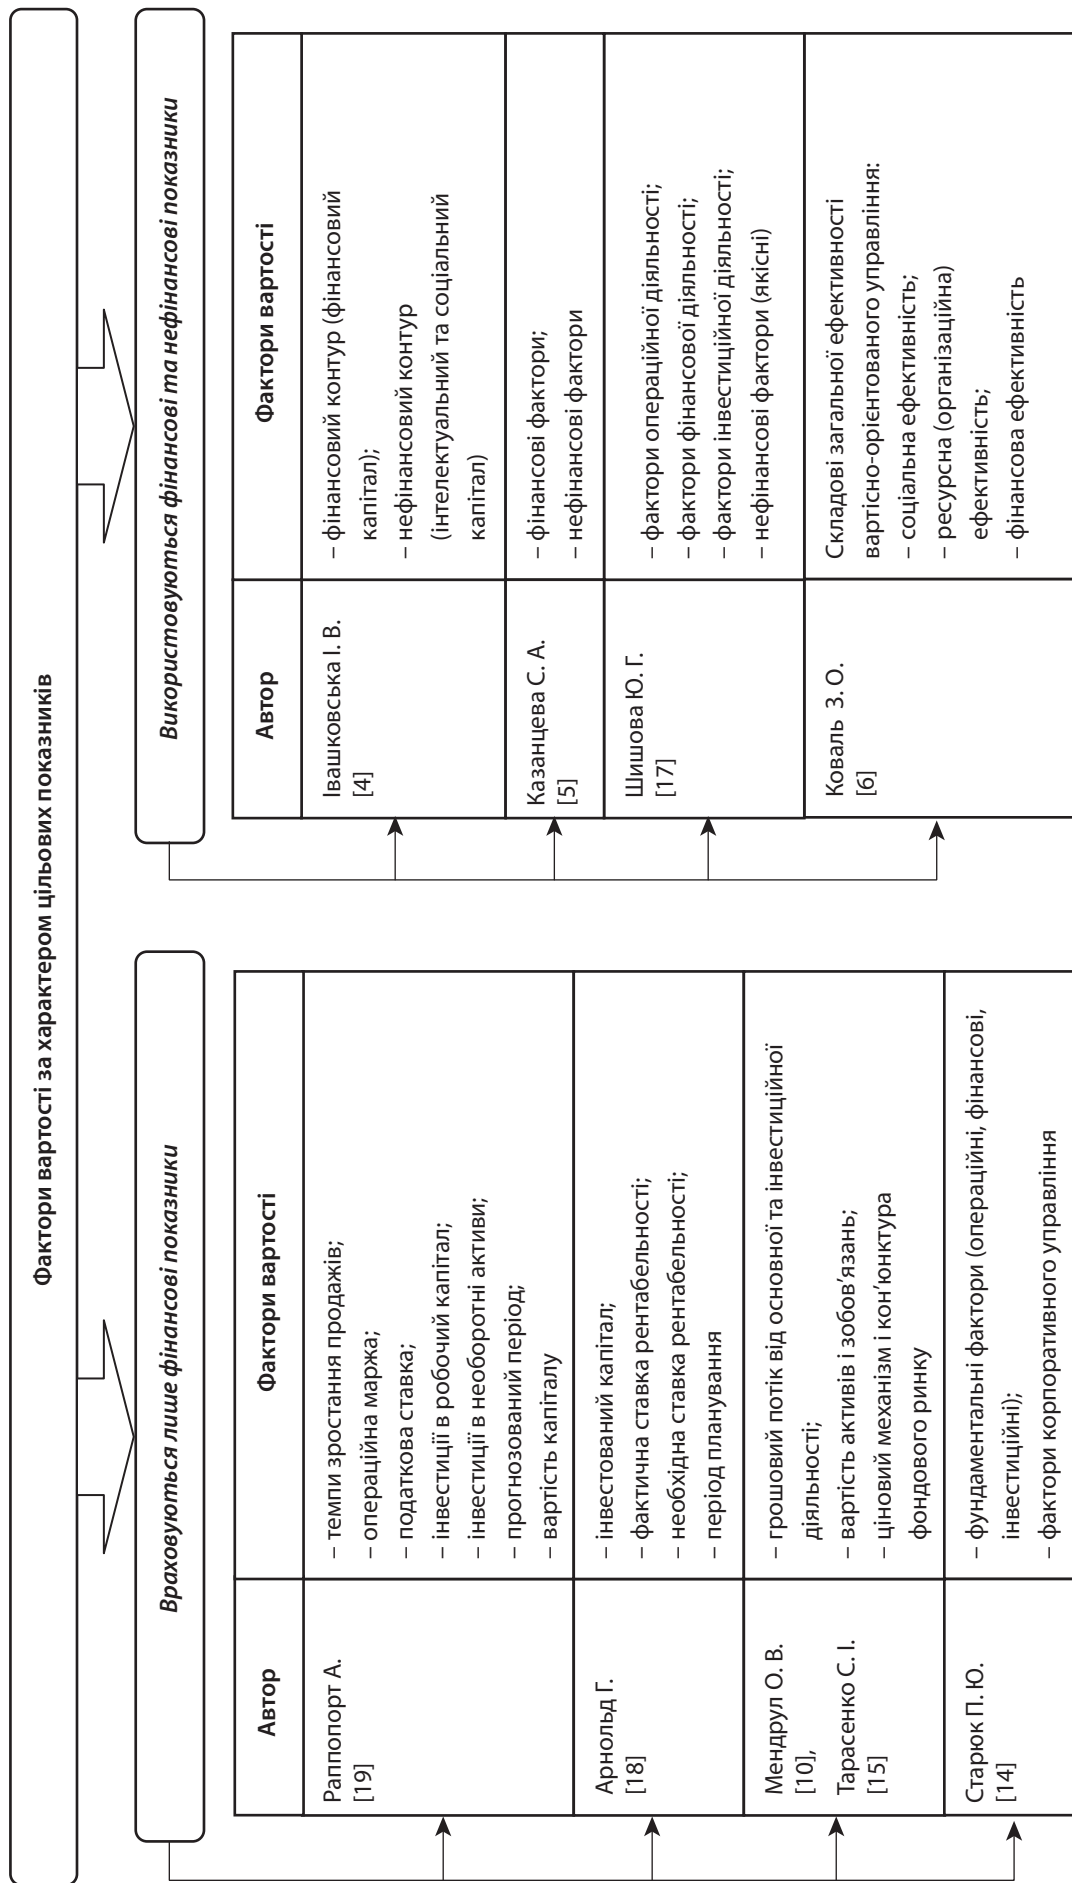 Фактори вартості за характером цільових показників
Враховуються лише фінансові показники
Автор
Фактори вартості
Раппопорт А.
[19]
– темпи зростання продажів;
– операційна маржа;
– податкова ставка;
– інвестиції в робочий капітал;
– інвестиції в необоротні активи;
– прогнозований період;
– вартість капіталу
Арнольд Г.
[18]
– інвестований капітал;
– фактична ставка рентабельності;
– необхідна ставка рентабельності;
– період планування
Мендрул О. В.
[10],
Тарасенко С. І.
[15]
– грошовий потік від основної та інвестиційної
діяльності;
– вартість активів і зобов’язань;
– ціновий механізм і кон’юнктура
фондового ринку
Старюк П. Ю.
[14]
– фундаментальні фактори (операційні, фінансові,
інвестиційні);
– фактори корпоративного управління
Використовуються фінансові та нефінансові показники
Автор
Фактори вартості
Івашковська І. В.
[4]
– фінансовий контур (фінансовий
капітал);
– нефінансовий контур
(інтелектуальний та соціальний
капітал)
Казанцева С. А.
[5]
– фінансові фактори;
– нефінансові фактори
Шишова Ю. Г.
[17]
– фактори операційної діяльності;
– фактори фінансової діяльності;
– фактори інвестиційної діяльності;
– нефінансові фактори (якісні)
Коваль З. О.
[6]
Складові загальної ефективності
вартісно-орієнтованого управління:
– соціальна ефективність;
– ресурсна (організаційна)
ефективність;
– фінансова ефективність